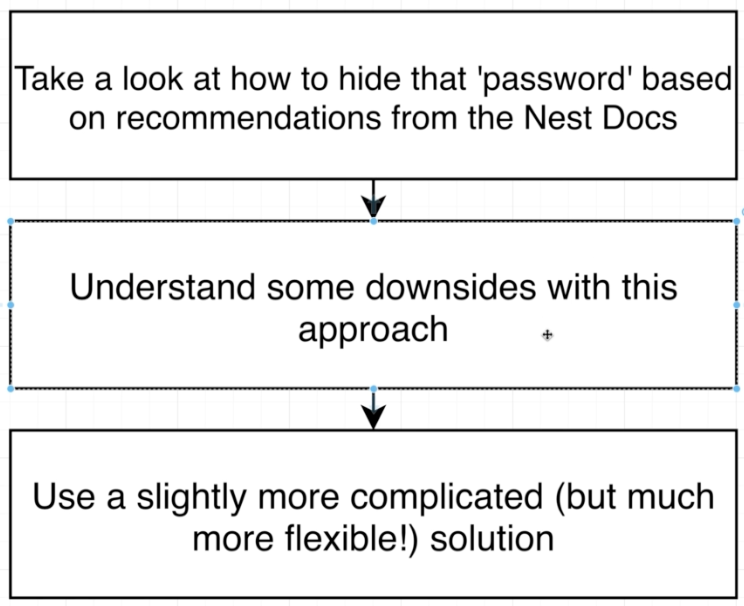 Take a look at how to hide that 'password' based
on recommendations from the Nest Docs
Understand some downsides with this
approach
Use a slightly more complicated (but much
more flexible!) solution